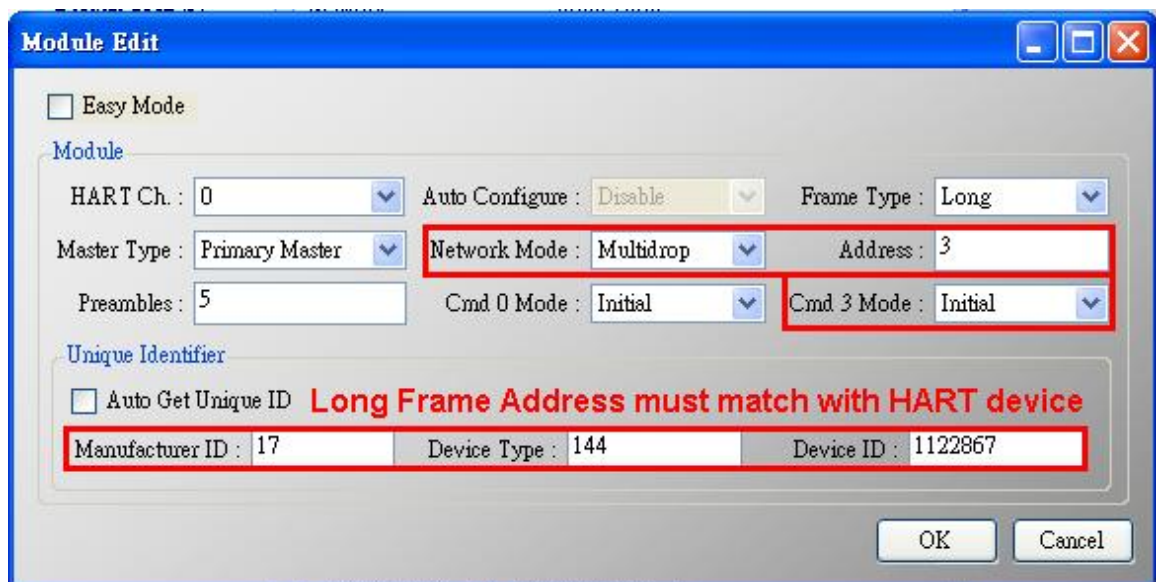 Module Edit
Easy Mode
Module
HART Ch. : 0 Auto Configure : Disable Frame Type : Long
Master Type : Primary Master Network Mode : Multidrop Address : 3
Preambles : 5 Cmd 0 Mode : Initial Cmd 3 Mode : Initial
Unique Identifier
Auto Get Unique ID Long Frame Address must match with HART device
Manufacturer ID : 17 Device Type : 144 Device ID : 1122867
OK Cancel